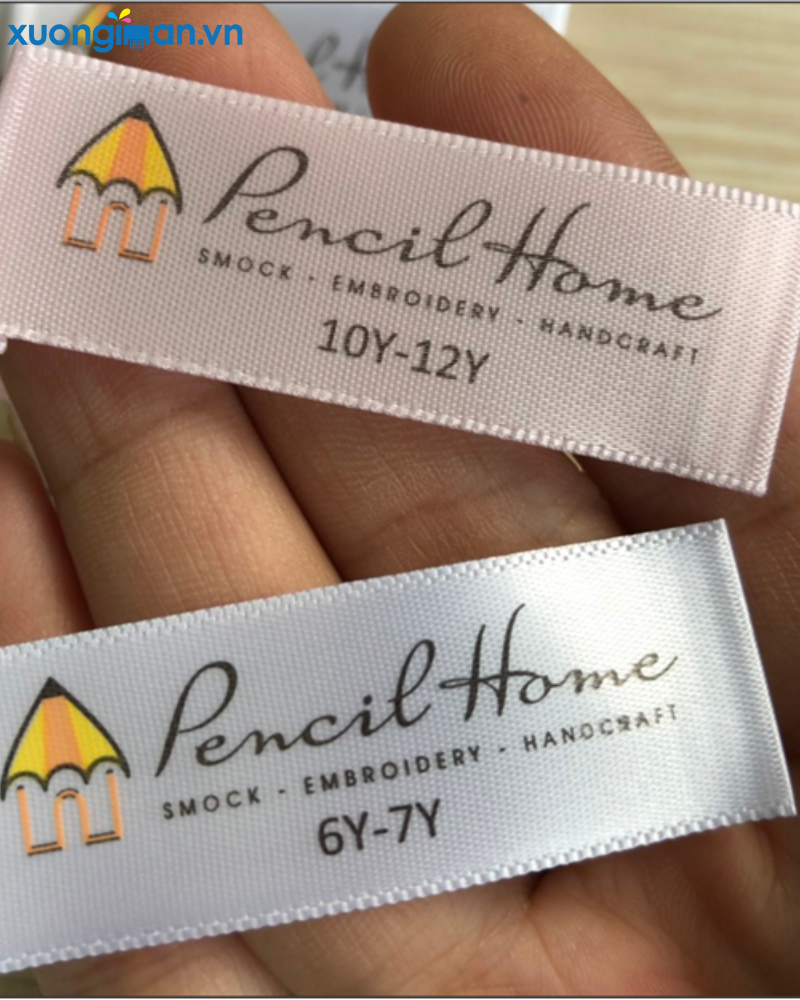 xuonginan.vn
Pencil Home
SMOCK - EMBROIDERY - HANDCRAFT
10Y-12Y
Pencil Home
SMOCK - EMBROIDERY - HANDCRAFT
6Y-7Y